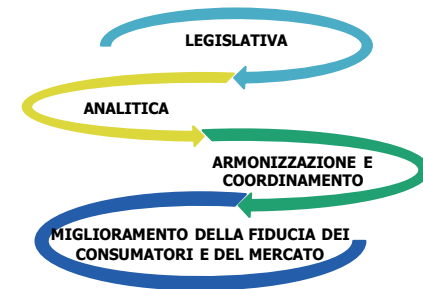 LEGISLATIVA
ANALITICA
ARMONIZZAZIONE E
COORDINAMENTO
MIGLIORAMENTO DELLA FIDUCIA DEI
CONSUMATORI E DEL MERCATO